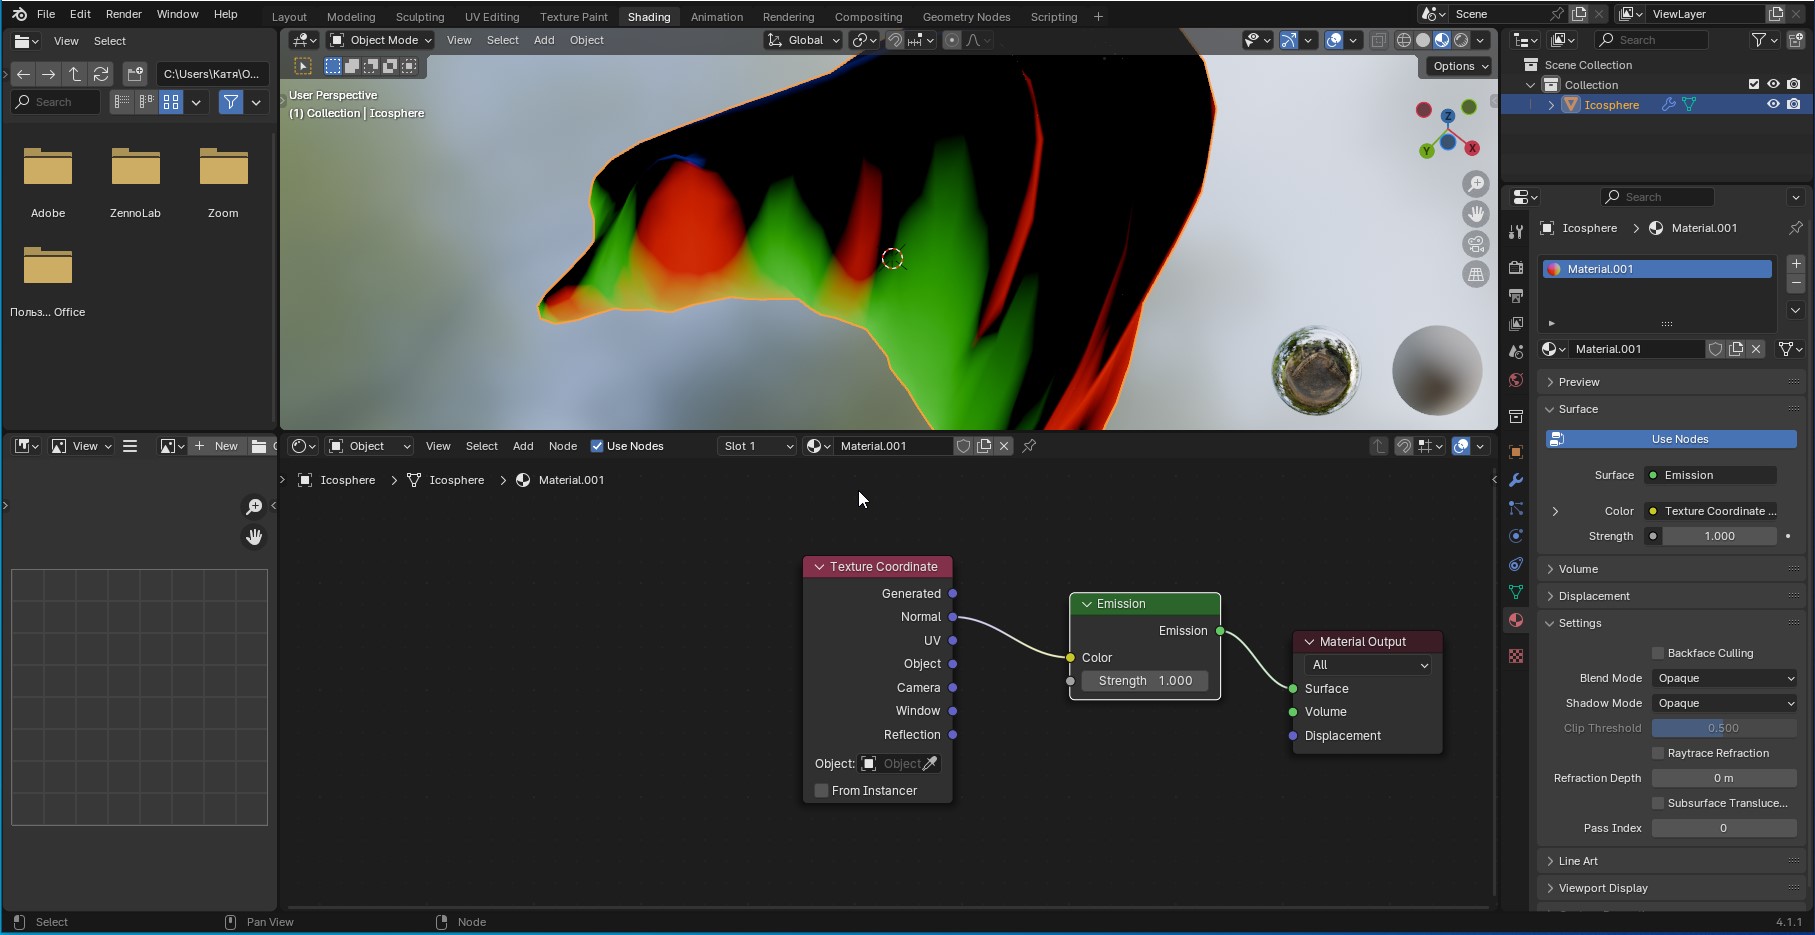 File Edit Render Window Help Layout Modeling Sculpting UV Editing Texture Paint Shading Animation Rendering Compositing Geometry Nodes Scripting + Scene ViewLayer
View Select
C:\Users\Катя\O...
Search
Adobe ZennoLab Zoom
Польз... Office
Object Mode View Select Add Object Global
Options
User Perspective
(1) Collection | Icosphere
Z
Y X
Search
Scene Collection
Collection
Icosphere
Search
Icosphere > Material.001
Material.001
Material.001
Preview
Surface
Use Nodes
Surface Emission
Color Texture Coordinate ...
Strength 1.000
Volume
Displacement
Settings
Backface Culling
Blend Mode Opaque
Shadow Mode Opaque
Clip Threshold 0.500
Raytrace Refraction
Refraction Depth 0 m
Subsurface Transluce...
Pass Index 0
Line Art
Viewport Display
View + New
Object View Select Add Node Use Nodes Slot 1 Material.001
Icosphere > Icosphere > Material.001
Texture Coordinate
Generated
Normal
UV
Object
Camera
Window
Reflection
Object: Object
From Instancer
Emission
Emission
Color
Strength 1.000
Material Output
All
Surface
Volume
Displacement
Select Pan View Node 4.1.1